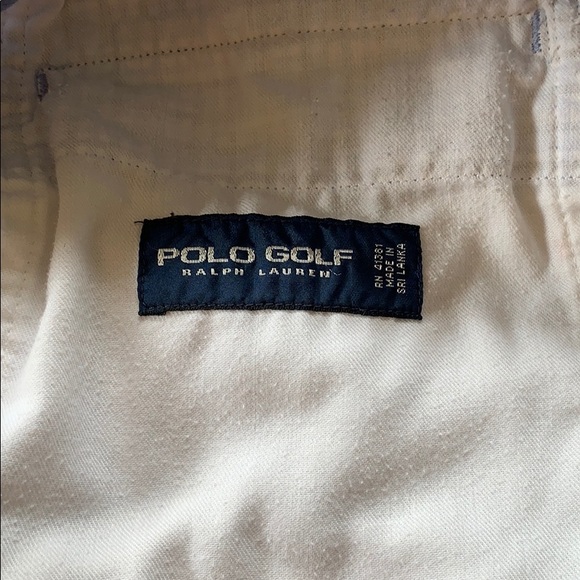 POLO GOLF
RALPH LAUREN
RN 41381
MADE IN
SRI LANKA